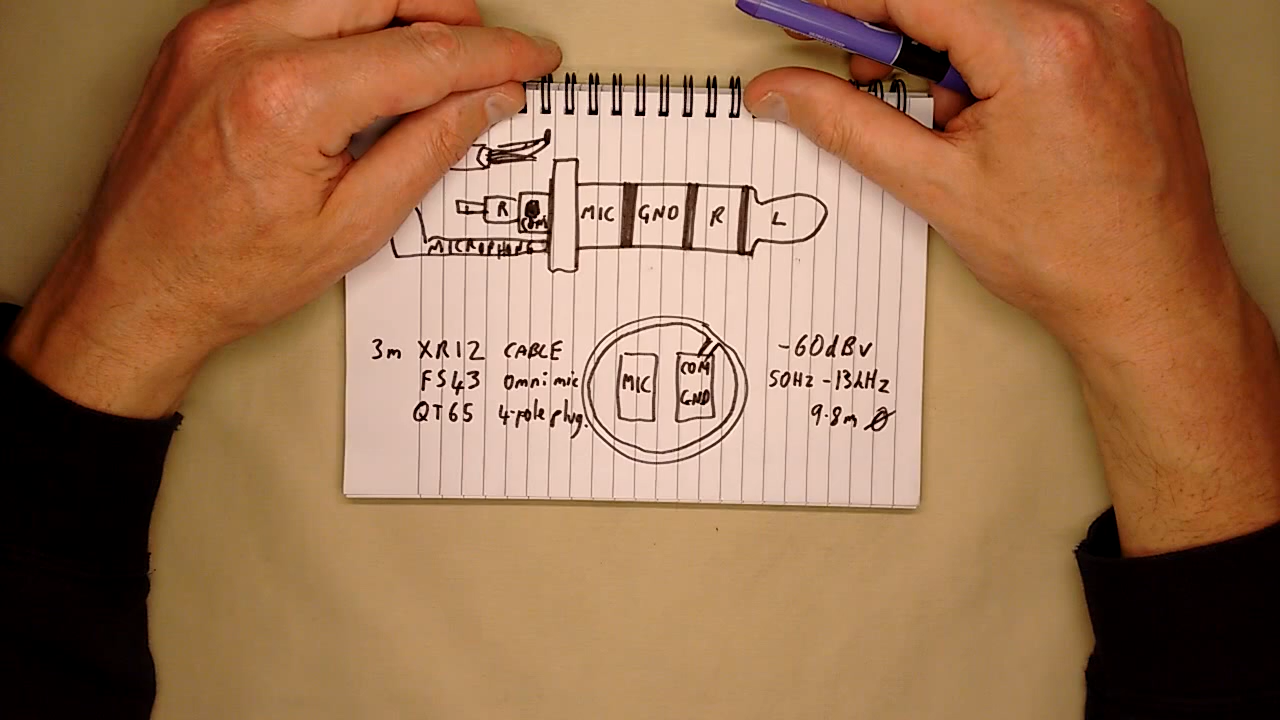 L R COM MIC GND R L
MICROPHONE
3m XR12 CABLE
FS43 Omni mic
QT65 4-pole plug.
MIC COM GND
-60dBv
50Hz - 13kHz
9.8m Ø